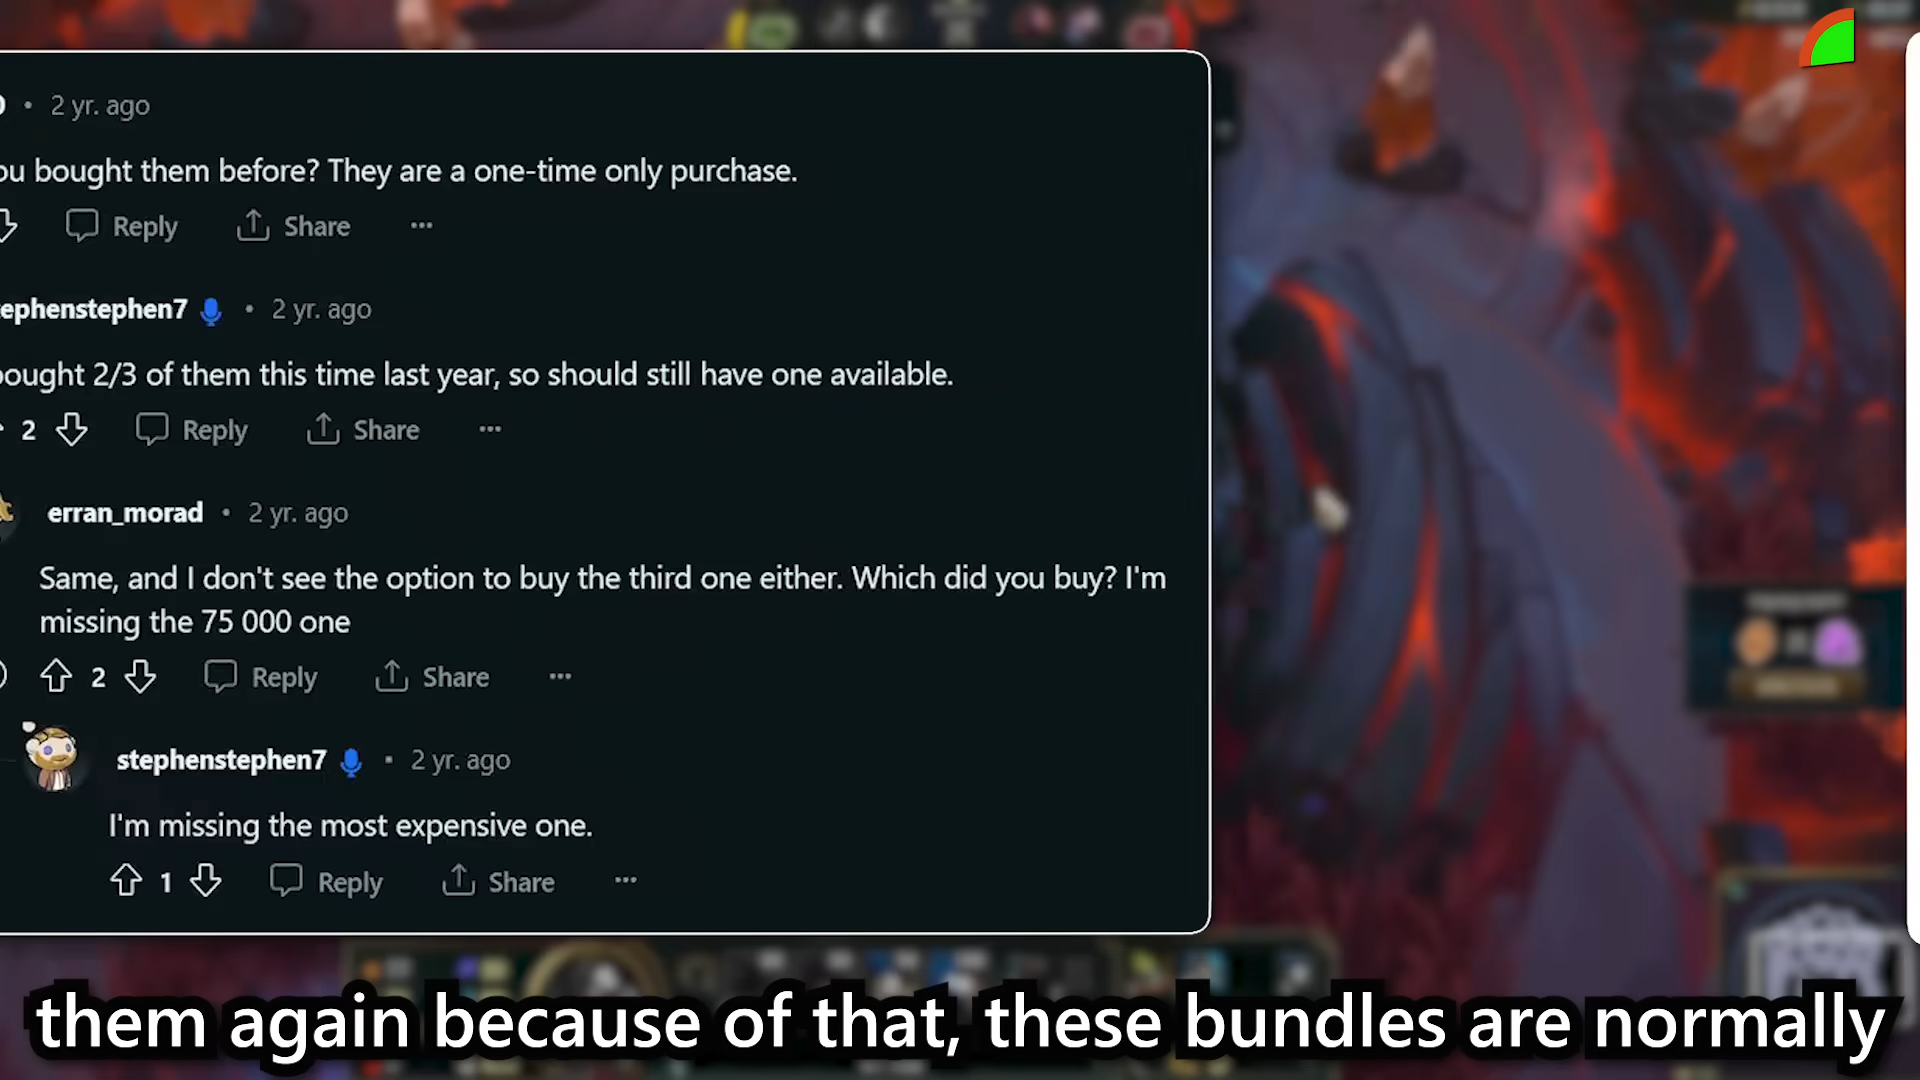 • 2 yr. ago
ou bought them before? They are a one-time only purchase.
Reply Share ···
ephenstephen7 • 2 yr. ago
ought 2/3 of them this time last year, so should still have one available.
2 Reply Share ···
erran_morad • 2 yr. ago
Same, and I don't see the option to buy the third one either. Which did you buy? I'm
missing the 75 000 one
2 Reply Share ···
stephenstephen7 • 2 yr. ago
I'm missing the most expensive one.
1 Reply Share ···
them again because of that, these bundles are normally